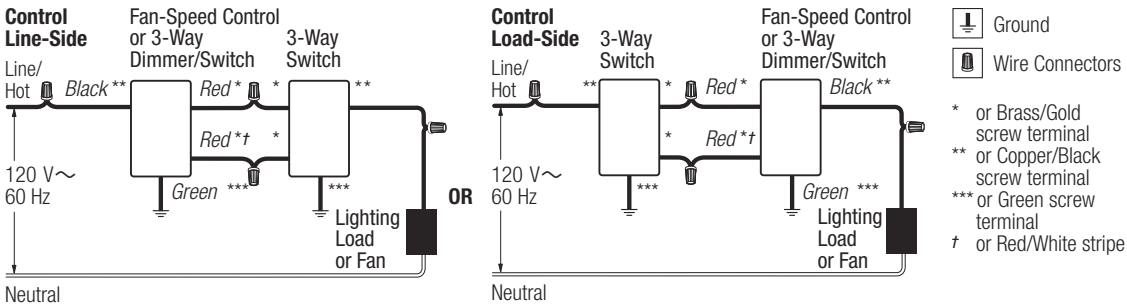 Control
Line-Side
Fan-Speed Control
or 3-Way
Dimmer/Switch
3-Way
Switch
Line/
Hot
Black **
Red *
*
**
Red *†
*
120 V~
60 Hz
Green ***
***
Lighting
Load
or Fan
Neutral
OR
Control
Load-Side
3-Way
Switch
Fan-Speed Control
or 3-Way
Dimmer/Switch
Line/
Hot
**
*
Red *
Black **
*
Red *†
120 V~
60 Hz
***
Green ***
Lighting
Load
or Fan
Neutral
Ground
Wire Connectors
* or Brass/Gold
screw terminal
** or Copper/Black
screw terminal
*** or Green screw
terminal
† or Red/White stripe